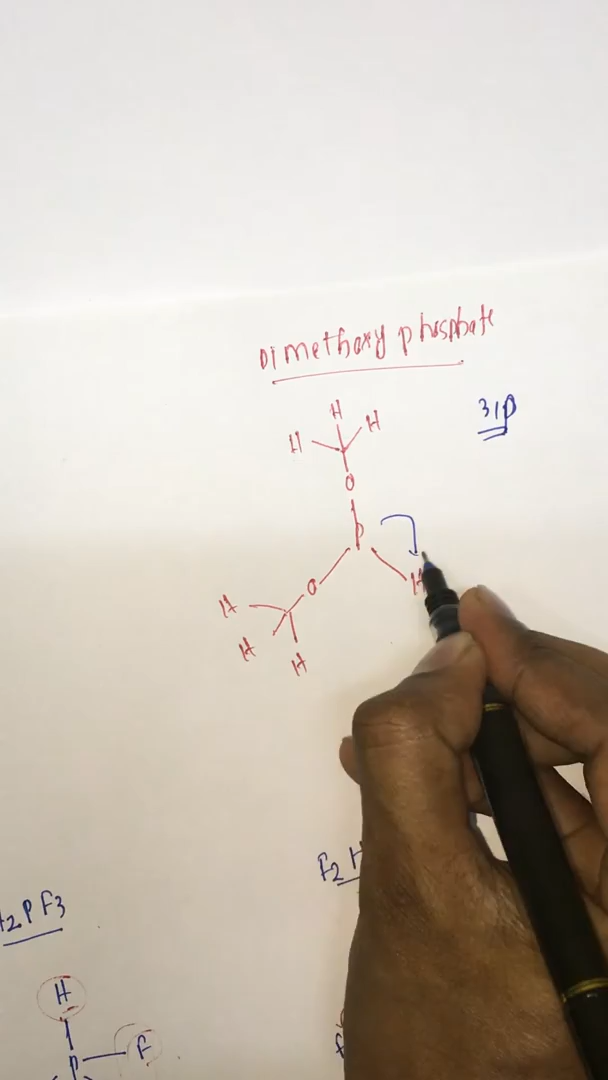 Dimethoxy phosphate
31P
H
H H
O
P
O H
H
H
H
F2 H
H2PF3
H
P F
f